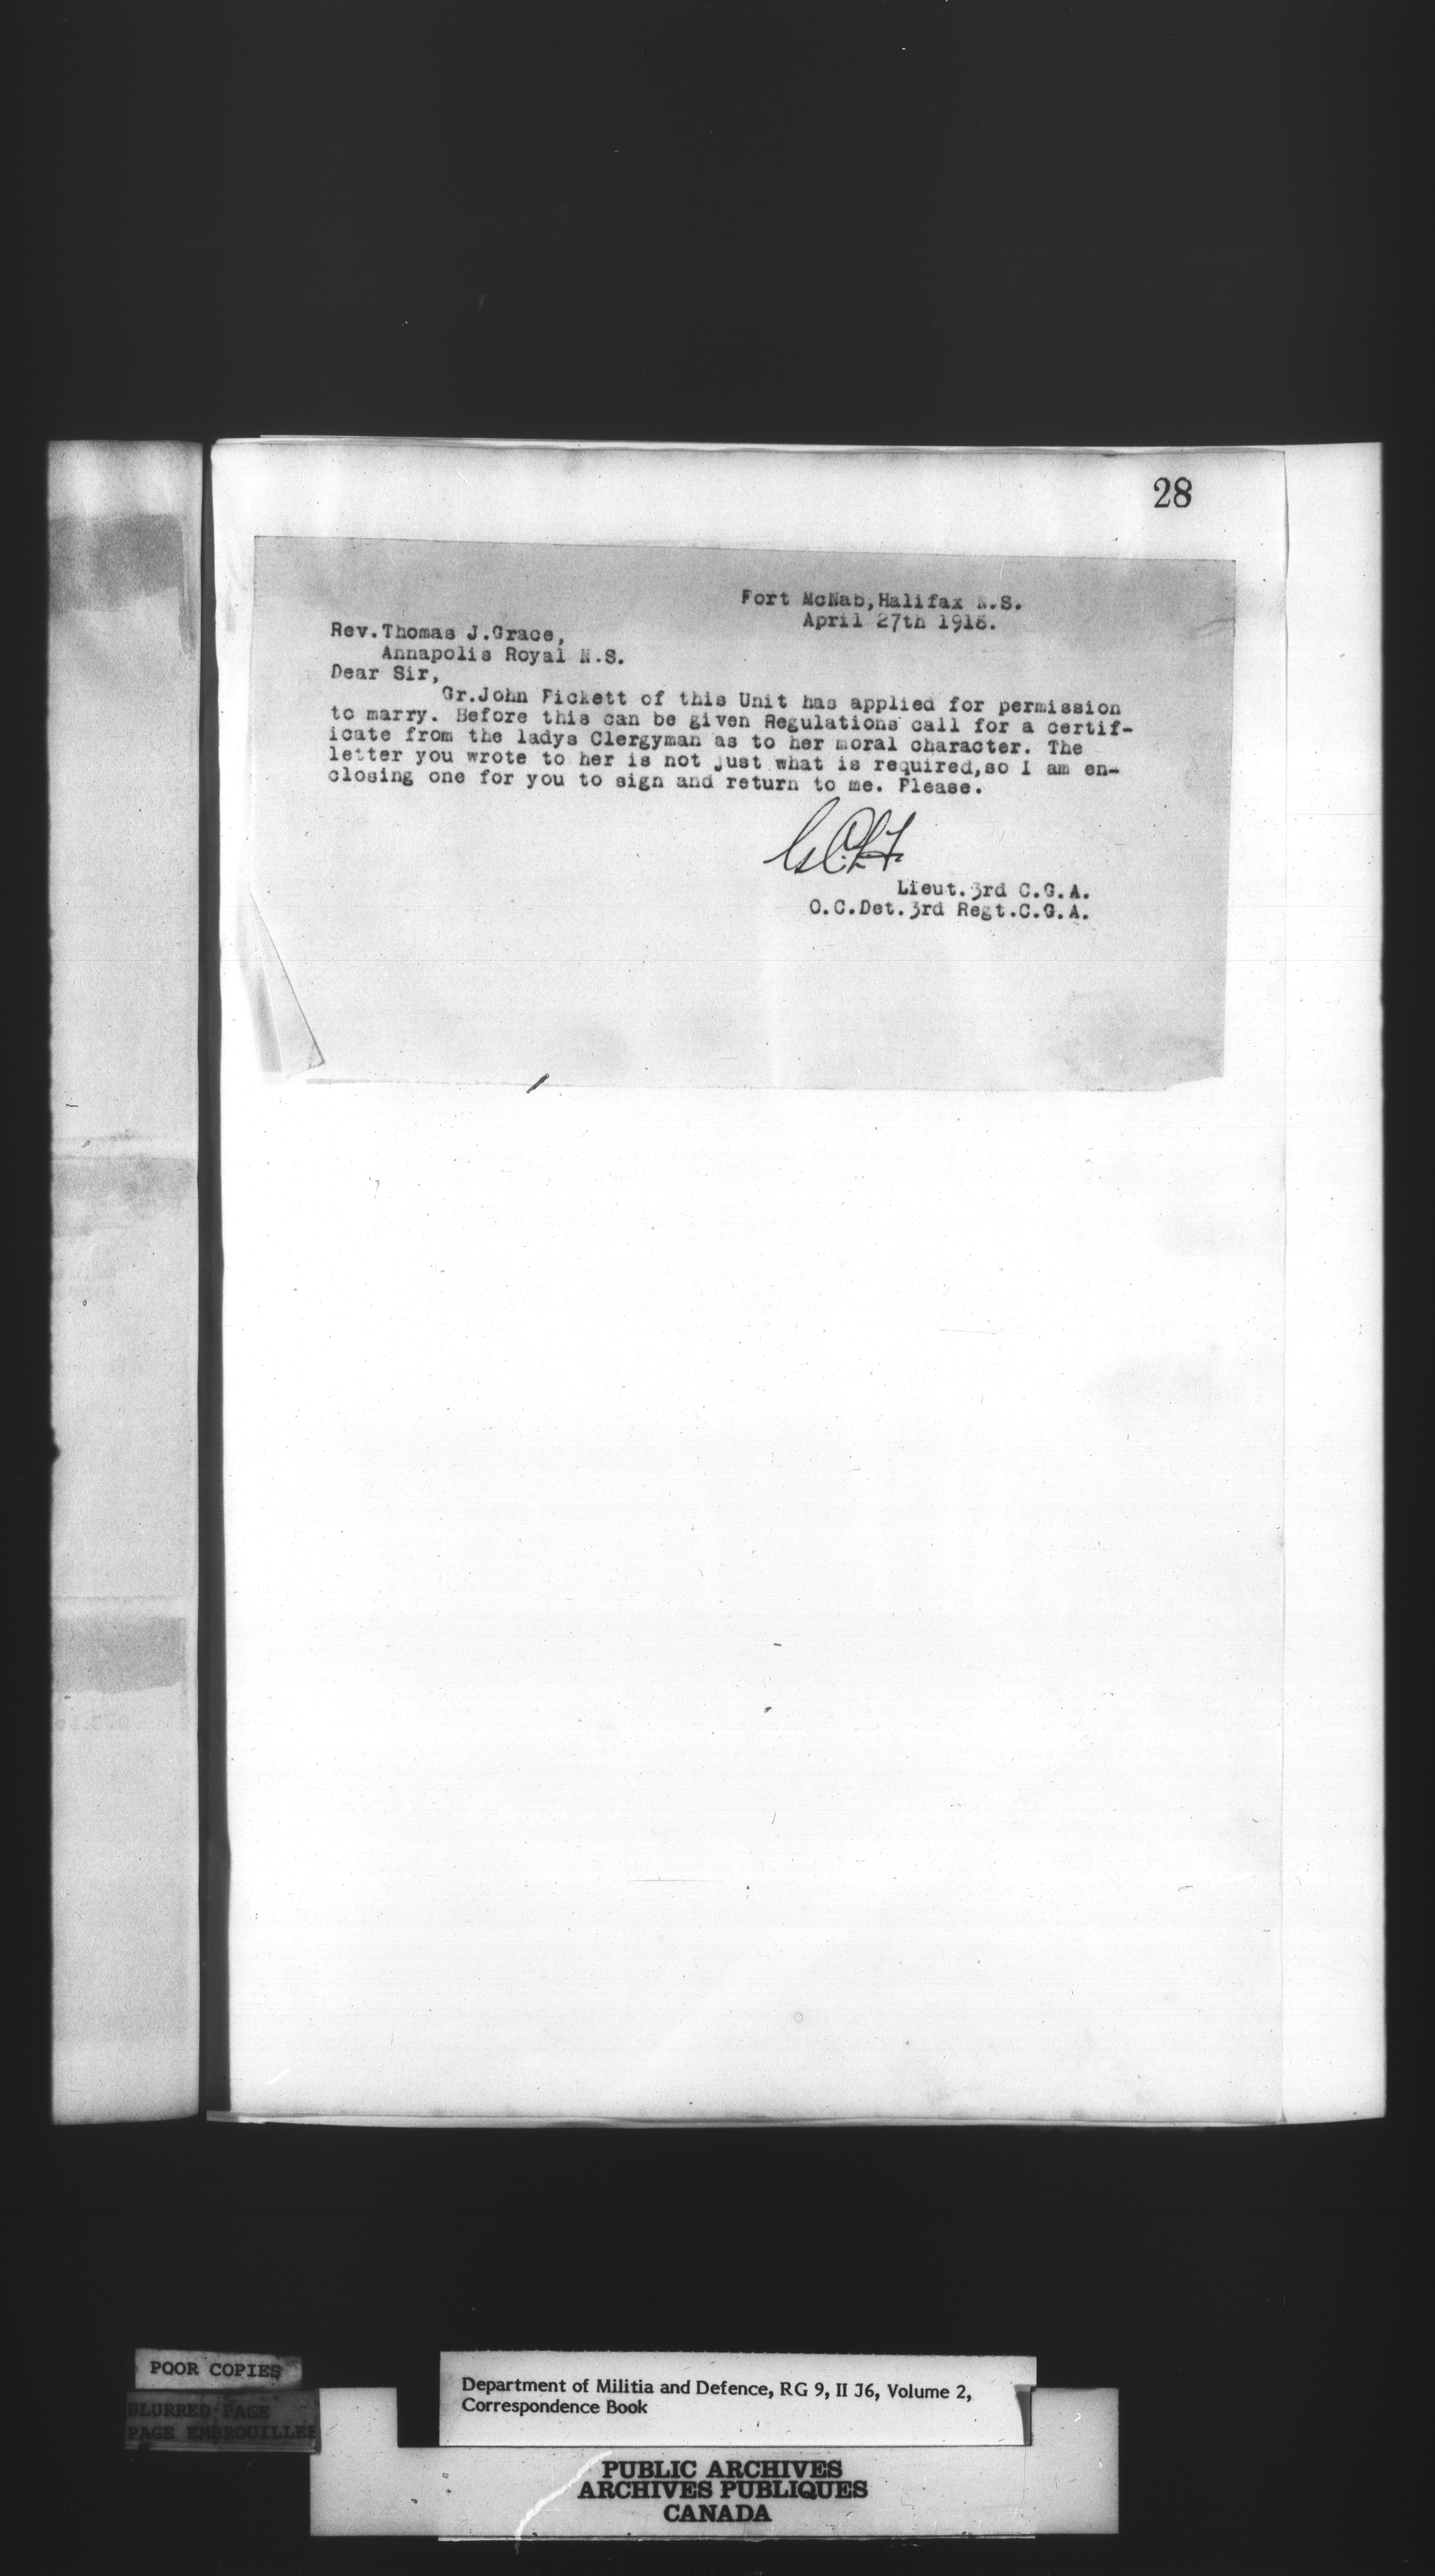 28
Fort McNab,Halifax N.S.
April 27th 1918.
Rev.Thomas J.Grace,
Annapolis Royal N.S.
Dear Sir,
Gr.John Pickett of this Unit has applied for permission
to marry. Before this can be given Regulations call for a certif-
icate from the ladys Clergyman as to her moral character. The
letter you wrote to her is not just what is required,so I am en-
closing one for you to sign and return to me. Please.
Lieut.3rd C.G.A.
O.C.Det.3rd Regt.C.G.A.
POOR COPIES
BLURRED PAGE
PAGE EMBROUILLEE
Department of Militia and Defence, RG 9, II J6, Volume 2,
Correspondence Book
PUBLIC ARCHIVES
ARCHIVES PUBLIQUES
CANADA